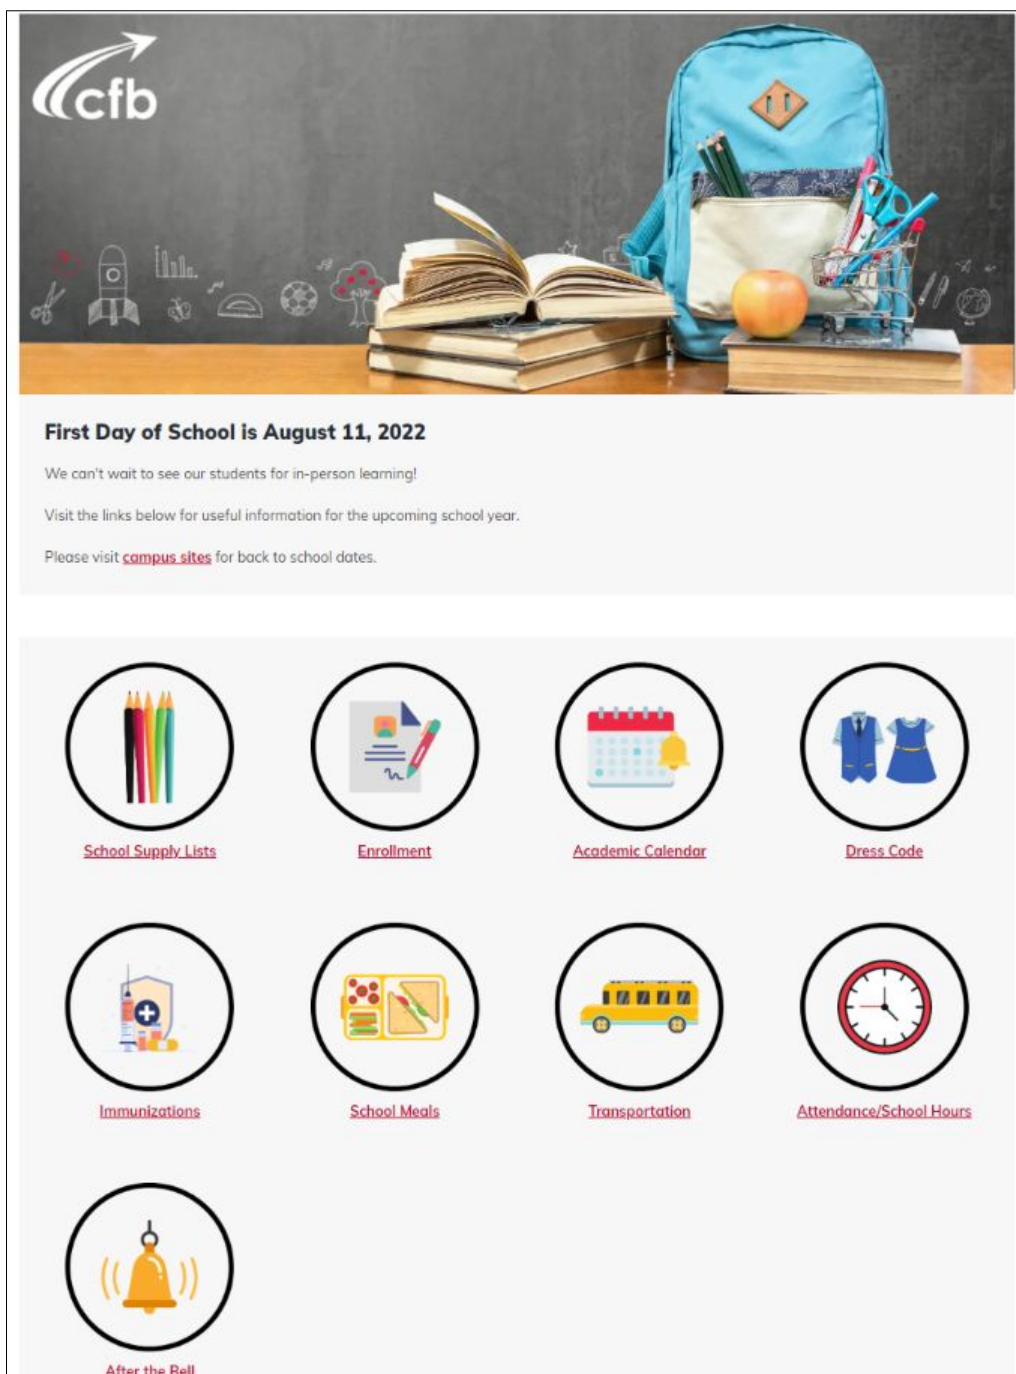 cfb
First Day of School is August 11, 2022
We can't wait to see our students for in-person learning!
Visit the links below for useful information for the upcoming school year.
Please visit campus sites for back to school dates.
School Supply Lists
Enrollment
Academic Calendar
Dress Code
Immunizations
School Meals
Transportation
Attendance/School Hours
After the Bell